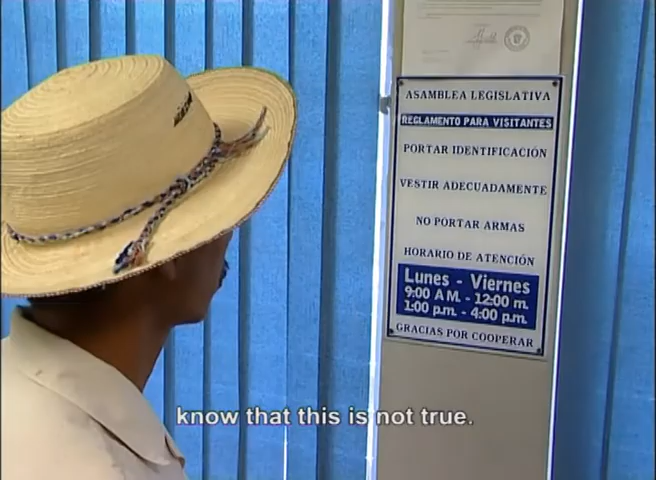 ASAMBLEA LEGISLATIVA
REGLAMENTO PARA VISITANTES
PORTAR IDENTIFICACIÓN
VESTIR ADECUADAMENTE
NO PORTAR ARMAS
HORARIO DE ATENCIÓN
Lunes - Viernes
9:00 A M. - 12:00 m.
1:00 p.m. - 4:00 p.m.
GRACIAS POR COOPERAR
know that this is not true.